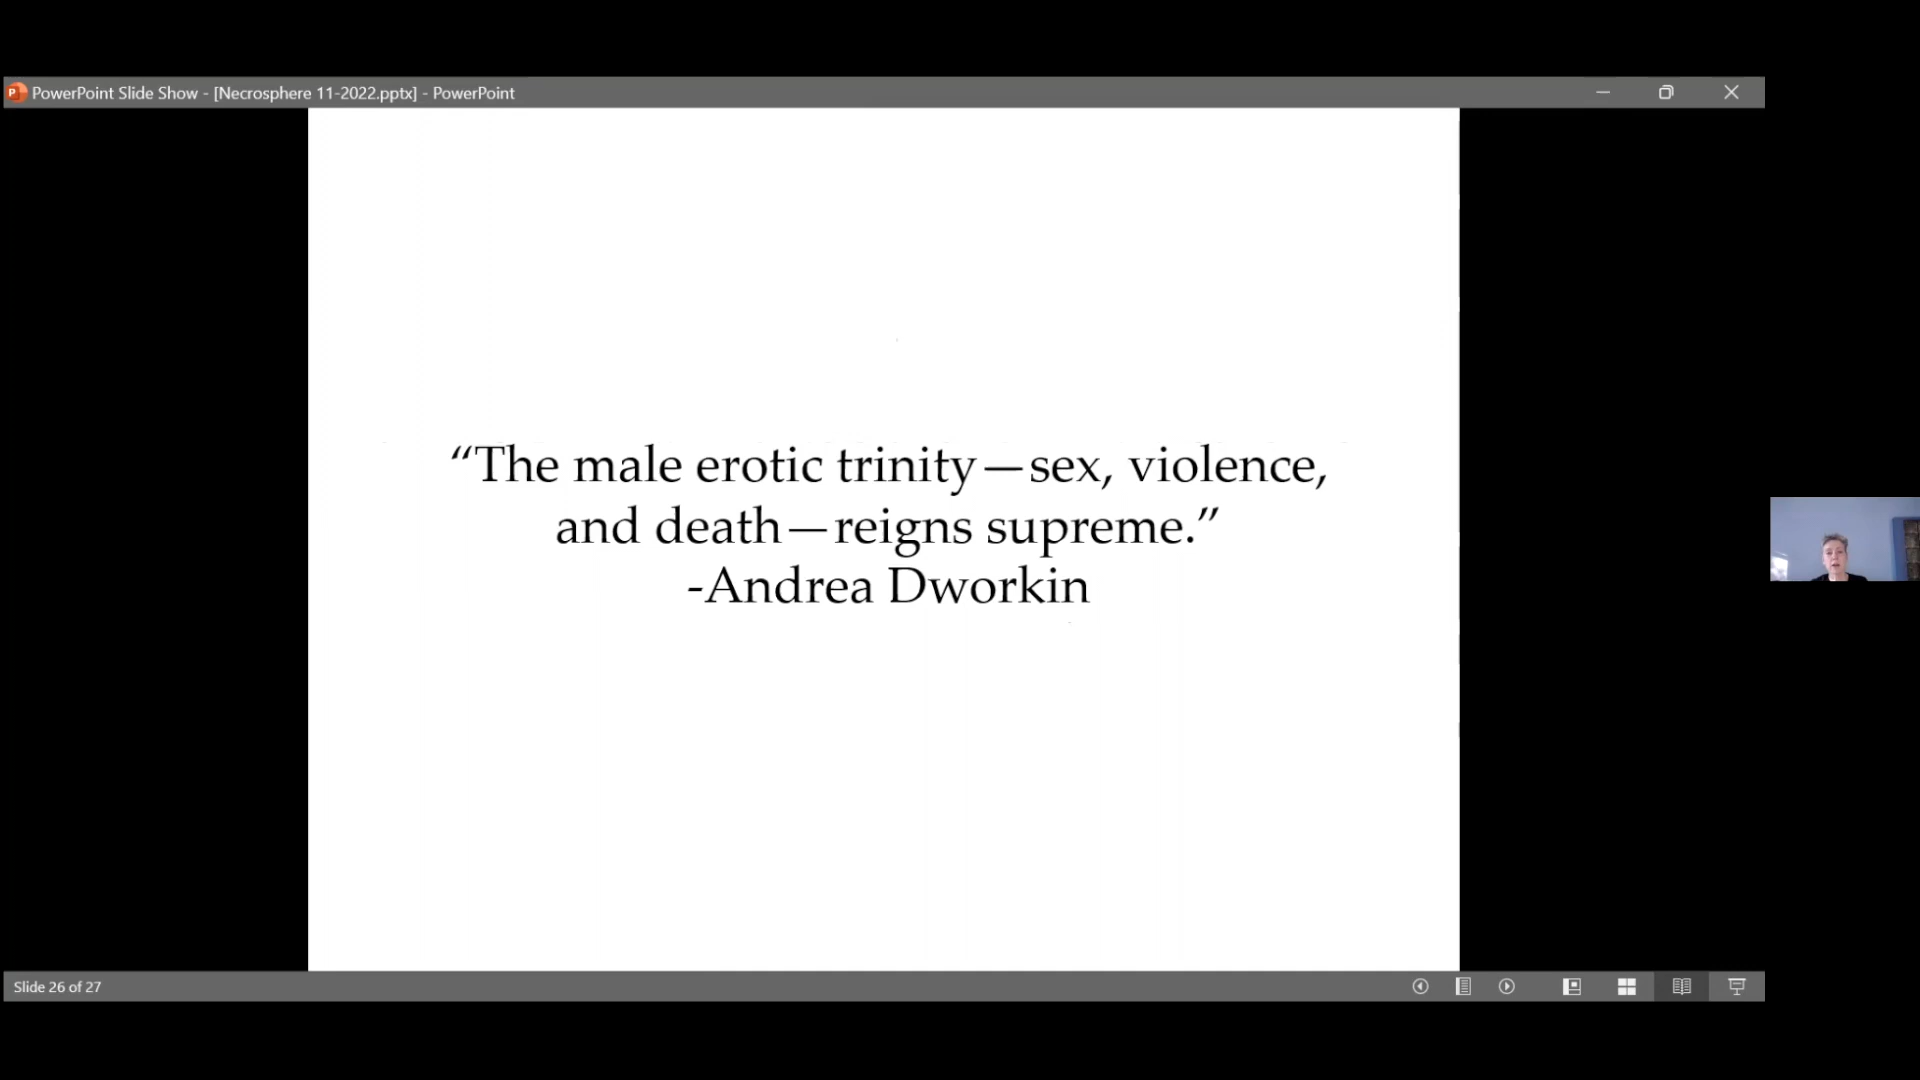 PowerPoint Slide Show - [Necrosphere 11-2022.pptx] - PowerPoint
“The male erotic trinity—sex, violence,
and death—reigns supreme.”
-Andrea Dworkin
Slide 26 of 27